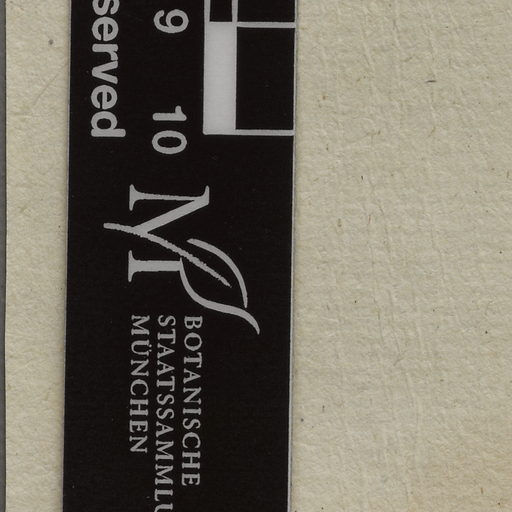 served
9 10
M
BOTANISCHE
STAATSSAMMLU
MÜNCHEN